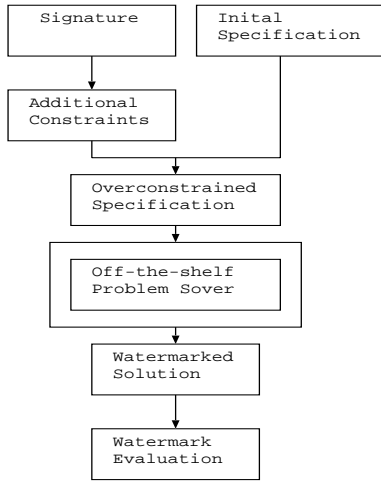 Signature
Inital
Specification
Additional
Constraints
Overconstrained
Specification
Off-the-shelf
Problem Sover
Watermarked
Solution
Watermark
Evaluation